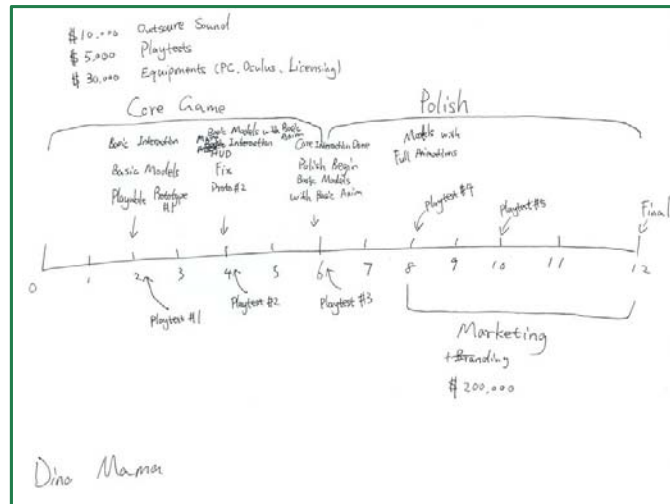 $10,000 Outsource Sound
$5,000 Playtests
$30,000 Equipments (PC, Oculus, Licensing)
Core Game
Polish
Basic Interaction
Basic Models
Playable Prototype
#1
Basic Models with Basic
Anim
Interaction
HUD
Fix
Proto #2
Core Interaction Done
Polish Begin
Basic Models
with Basic Anim
Models with
Full Animations
Playtest #4
Playtest #5
Final
0 1 2 3 4 5 6 7 8 9 10 11 12
Playtest #1
Playtest #2
Playtest #3
Marketing
+ Branding
$200,000
Dino Mama